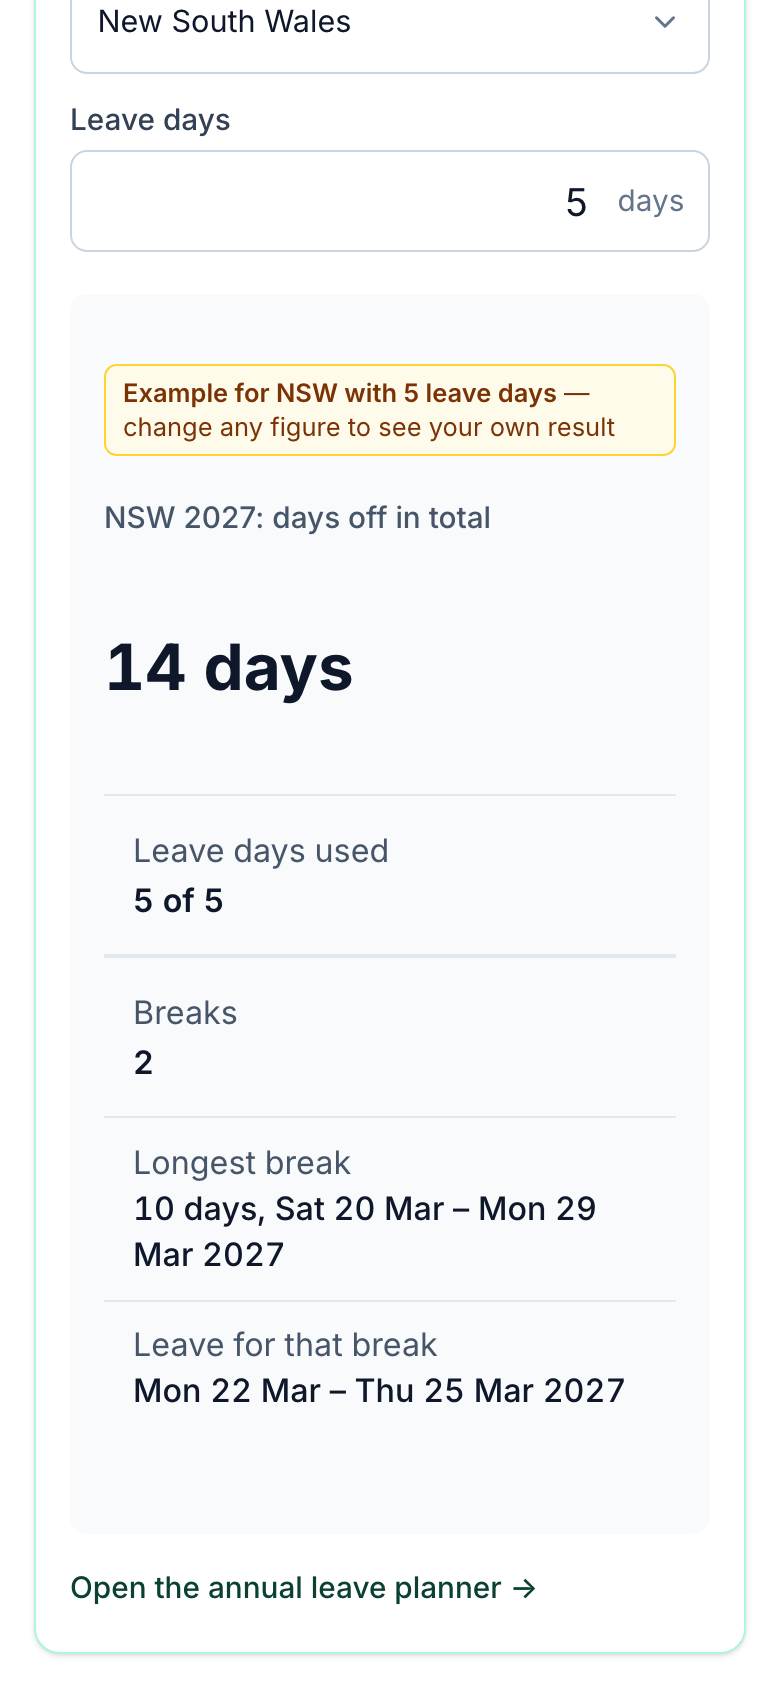 New South Wales
Leave days
5 days
Example for NSW with 5 leave days —
change any figure to see your own result
NSW 2027: days off in total
14 days
Leave days used
5 of 5
Breaks
2
Longest break
10 days, Sat 20 Mar – Mon 29
Mar 2027
Leave for that break
Mon 22 Mar – Thu 25 Mar 2027
Open the annual leave planner →